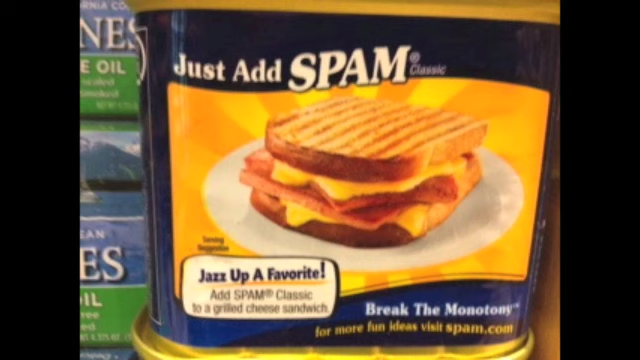 Just Add SPAM® Classic
Serving
Suggestion
Jazz Up A Favorite!
Add SPAM® Classic
to a grilled cheese sandwich.
Break The Monotony™
for more fun ideas visit spam.com
NES
E OIL
ES
OIL